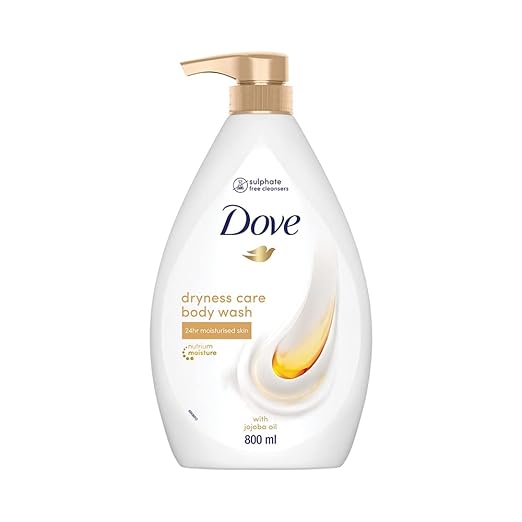 sulphate
free cleansers
Dove
dryness care
body wash
24hr moisturised skin
nutrium
moisture
with
jojoba oil
800 ml